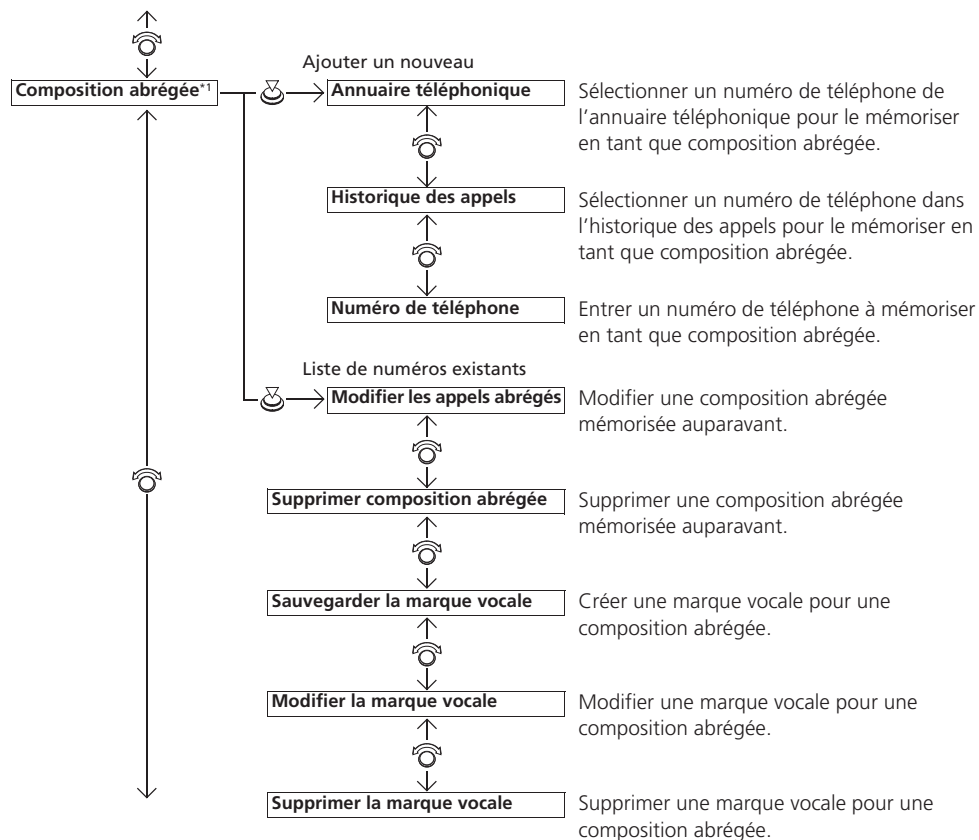 Ajouter un nouveau
Composition abrégée*1
Annuaire téléphonique
Sélectionner un numéro de téléphone de
l’annuaire téléphonique pour le mémoriser
en tant que composition abrégée.
Historique des appels
Sélectionner un numéro de téléphone dans
l’historique des appels pour le mémoriser en
tant que composition abrégée.
Numéro de téléphone
Entrer un numéro de téléphone à mémoriser
en tant que composition abrégée.
Liste de numéros existants
Modifier les appels abrégés
Modifier une composition abrégée
mémorisée auparavant.
Supprimer composition abrégée
Supprimer une composition abrégée
mémorisée auparavant.
Sauvegarder la marque vocale
Créer une marque vocale pour une
composition abrégée.
Modifier la marque vocale
Modifier une marque vocale pour une
composition abrégée.
Supprimer la marque vocale
Supprimer une marque vocale pour une
composition abrégée.